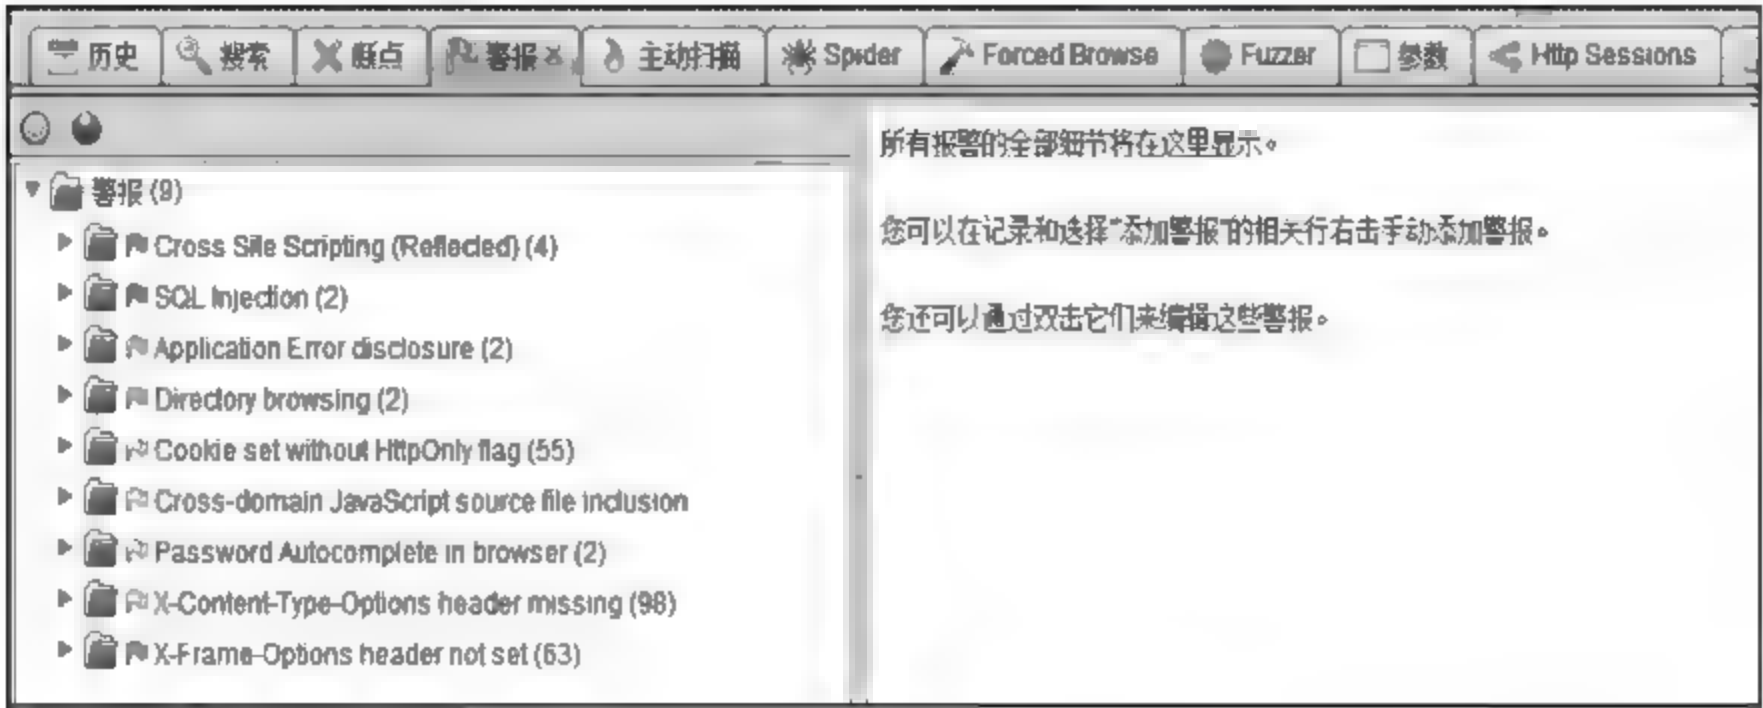 历史 搜索 断点 警报 主动扫描 Spider Forced Browse Fuzzer 参数 Http Sessions
警报 (9)
Cross Site Scripting (Reflected) (4)
SQL Injection (2)
Application Error disclosure (2)
Directory browsing (2)
Cookie set without HttpOnly flag (55)
Cross-domain JavaScript source file inclusion
Password Autocomplete in browser (2)
X-Content-Type-Options header missing (98)
X-Frame-Options header not set (63)
所有报警的全部细节将在这里显示。
您可以在记录和选择"添加警报"的相关行右击手动添加警报。
您还可以通过双击它们来编辑这些警报。